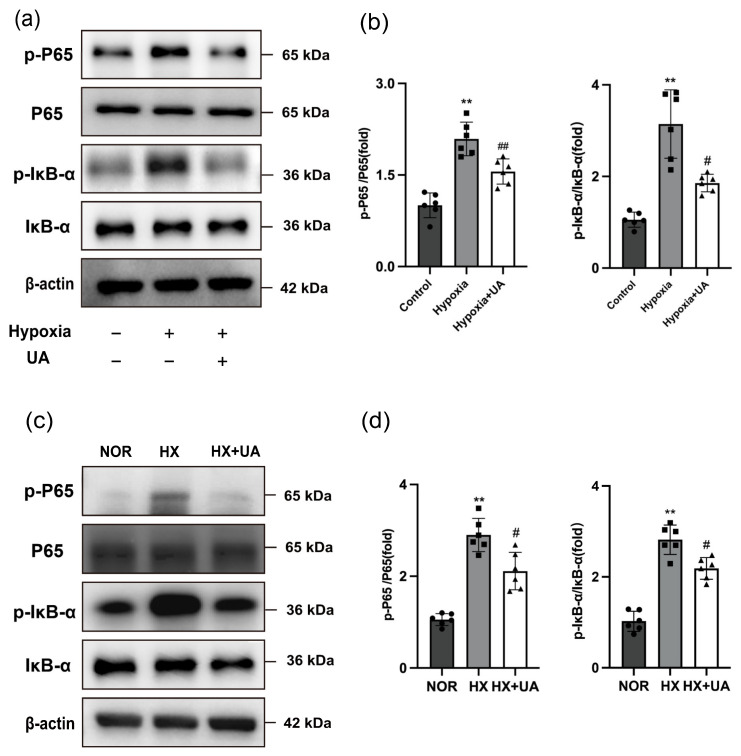 (a)
p-P65
65 kDa
P65
65 kDa
p-IκB-α
36 kDa
IκB-α
36 kDa
β-actin
42 kDa
Hypoxia − + +
UA − − +
(b)
p-P65 /P65(fold)
3.0
1.5
0.0
**
##
Control
Hypoxia
Hypoxia+UA
p-IκB-α/IκB-α(fold)
4
2
0
**
#
Control
Hypoxia
Hypoxia+UA
(c)
NOR HX HX+UA
p-P65
65 kDa
P65
65 kDa
p-IκB-α
36 kDa
IκB-α
36 kDa
β-actin
42 kDa
(d)
p-P65 /P65(fold)
4
2
0
**
#
NOR HX HX+UA
p-IκB-α/IκB-α(fold)
4
2
0
**
#
NOR HX HX+UA